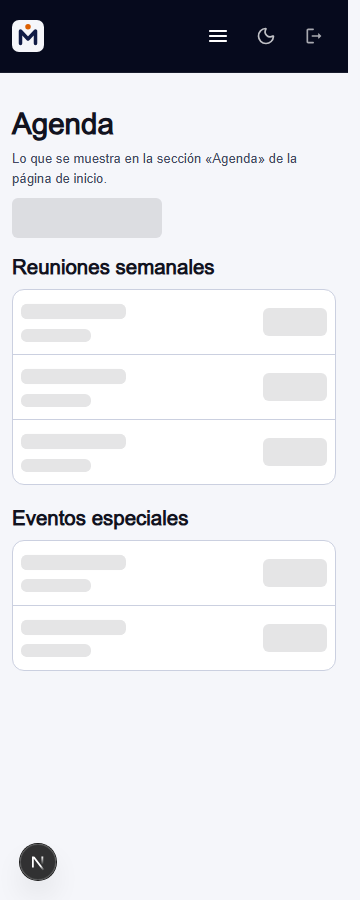 M
Agenda
Lo que se muestra en la sección «Agenda» de la
página de inicio.
Reuniones semanales
Eventos especiales
N